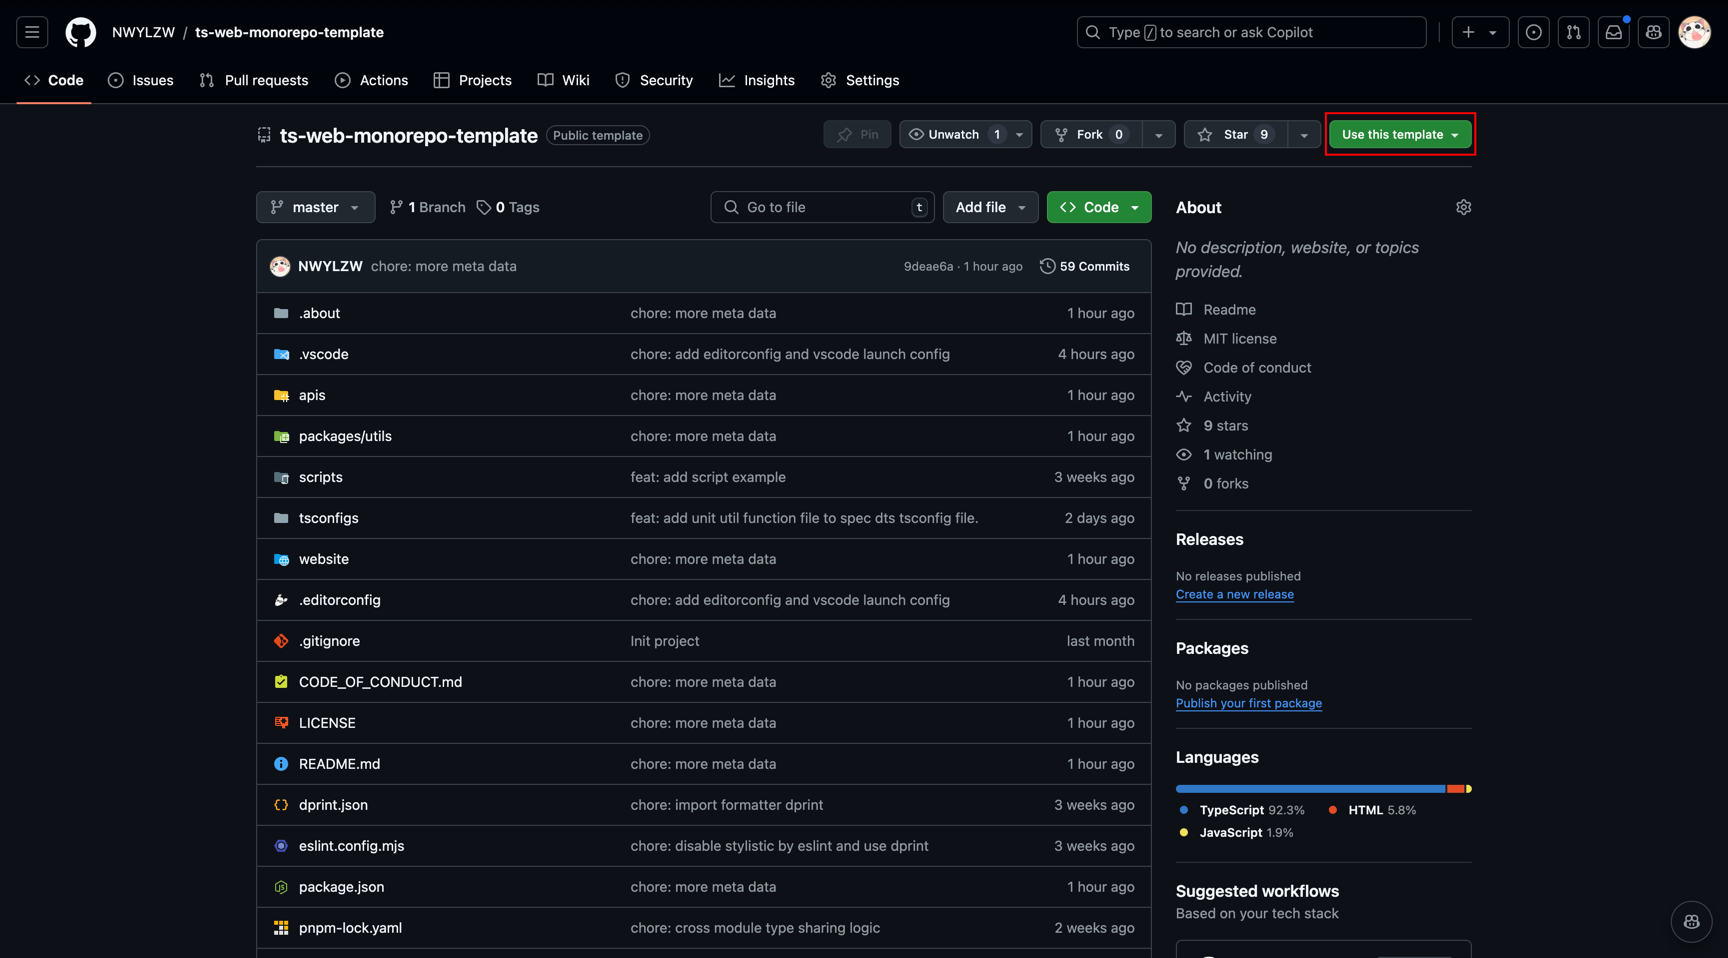 NWYLZW / ts-web-monorepo-template
Type / to search or ask Copilot
Code Issues Pull requests Actions Projects Wiki Security Insights Settings
ts-web-monorepo-template Public template
Pin Unwatch 1 Fork 0 Star 9 Use this template
master 1 Branch 0 Tags Go to file t Add file Code
NWYLZW chore: more meta data 9deae6a · 1 hour ago 59 Commits
.about chore: more meta data 1 hour ago
.vscode chore: add editorconfig and vscode launch config 4 hours ago
apis chore: more meta data 1 hour ago
packages/utils chore: more meta data 1 hour ago
scripts feat: add script example 3 weeks ago
tsconfigs feat: add unit util function file to spec dts tsconfig file. 2 days ago
website chore: more meta data 1 hour ago
.editorconfig chore: add editorconfig and vscode launch config 4 hours ago
.gitignore Init project last month
CODE_OF_CONDUCT.md chore: more meta data 1 hour ago
LICENSE chore: more meta data 1 hour ago
README.md chore: more meta data 1 hour ago
dprint.json chore: import formatter dprint 3 weeks ago
eslint.config.mjs chore: disable stylistic by eslint and use dprint 3 weeks ago
package.json chore: more meta data 1 hour ago
pnpm-lock.yaml chore: cross module type sharing logic 2 weeks ago
About
No description, website, or topics
provided.
Readme
MIT license
Code of conduct
Activity
9 stars
1 watching
0 forks
Releases
No releases published
Create a new release
Packages
No packages published
Publish your first package
Languages
TypeScript 92.3% HTML 5.8%
JavaScript 1.9%
Suggested workflows
Based on your tech stack